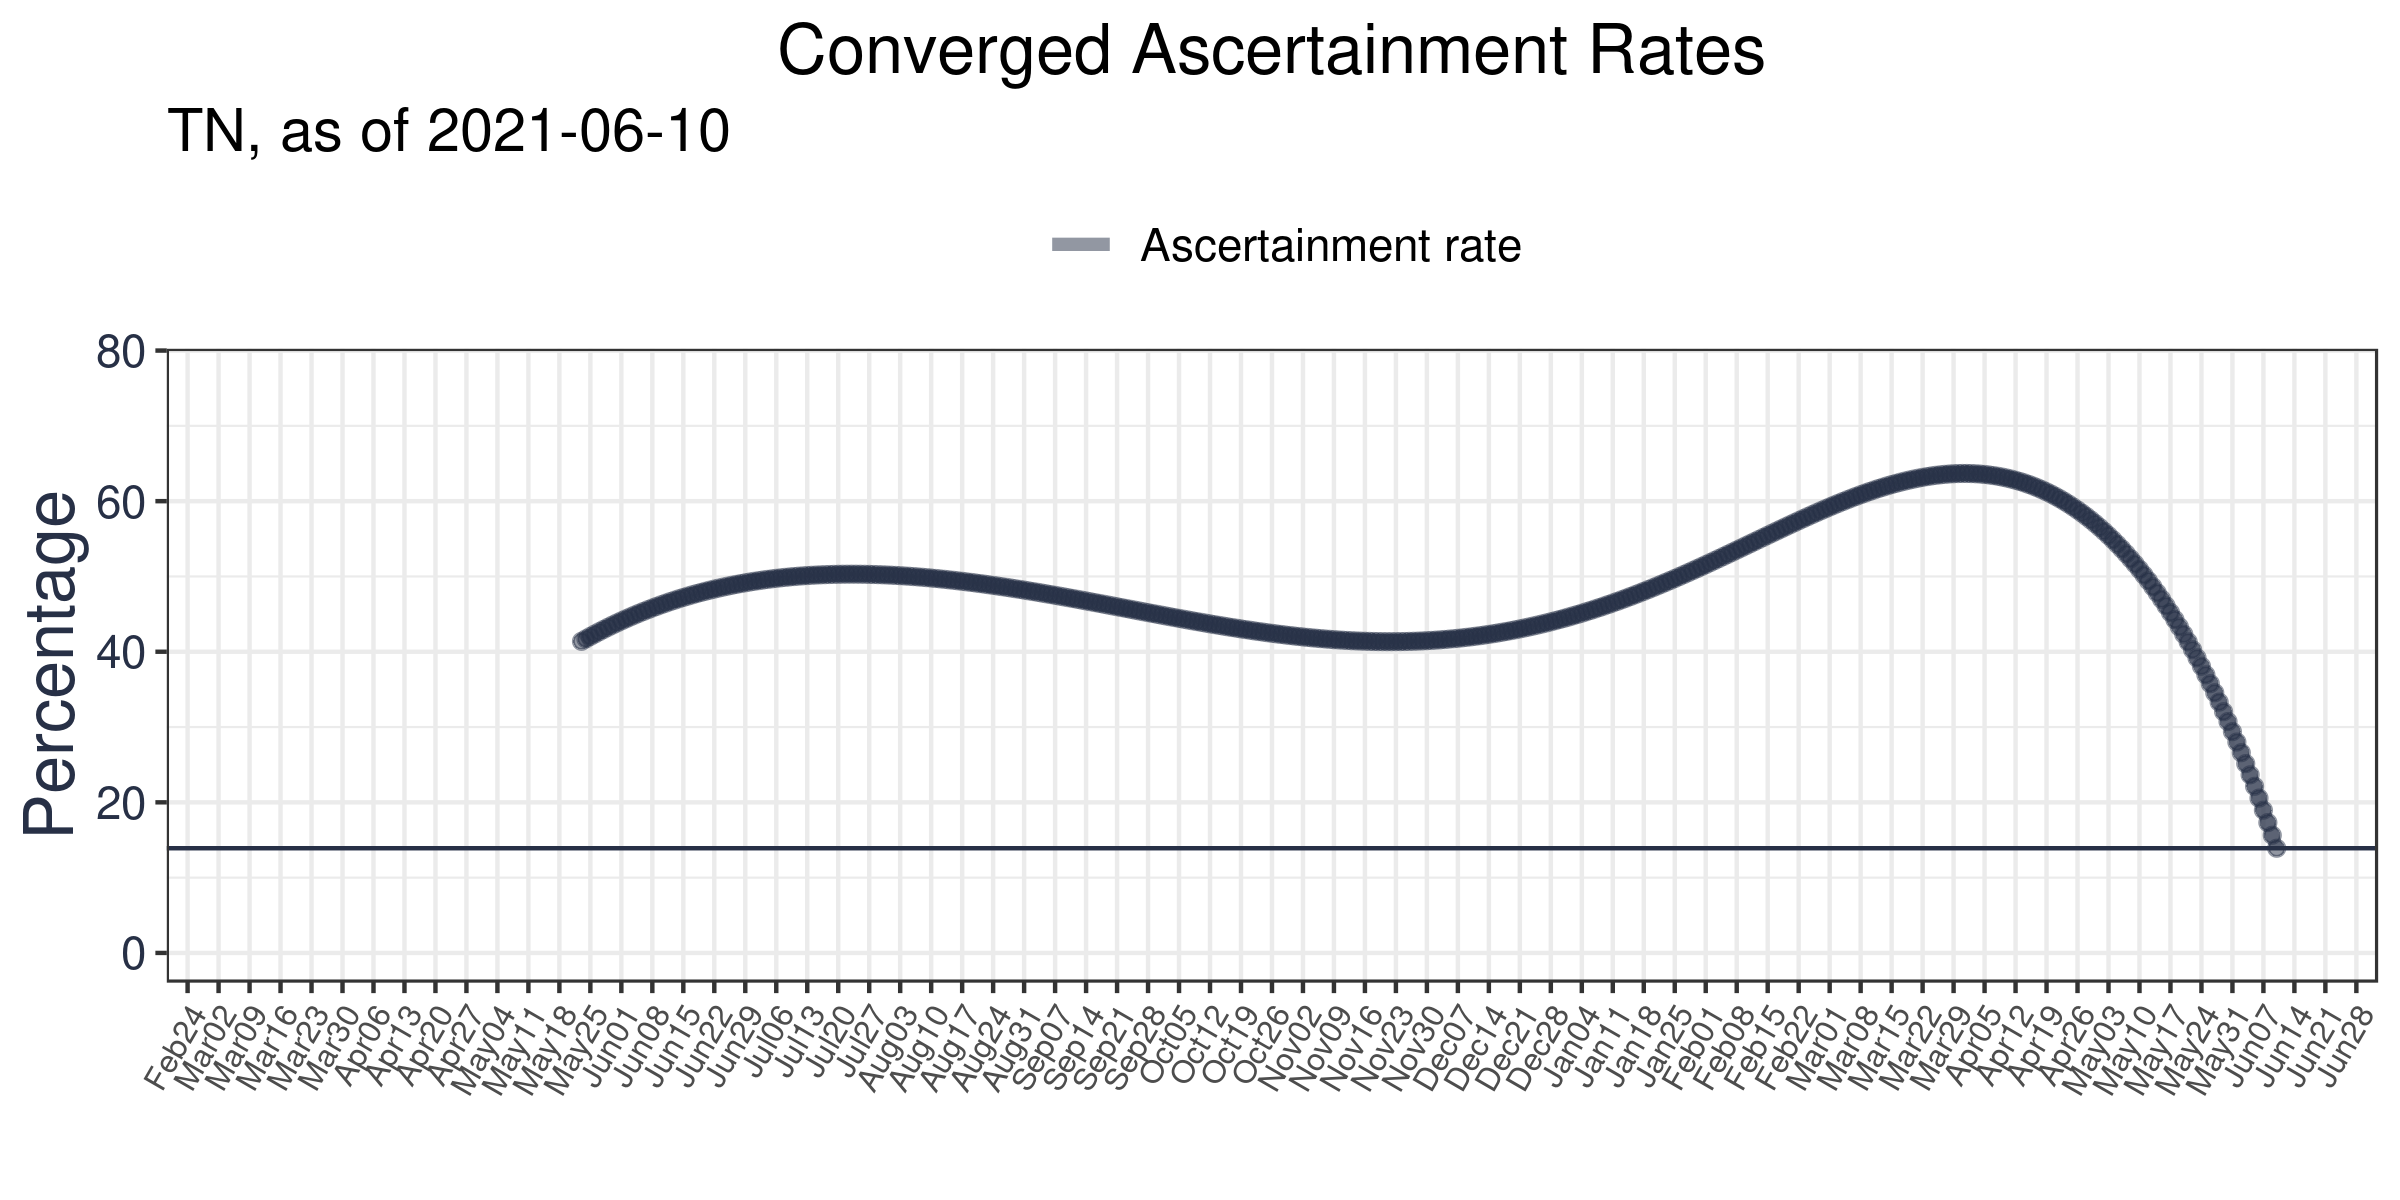 Converged Ascertainment Rates
TN, as of 2021-06-10
Ascertainment rate
Percentage
80
60
40
20
0
Feb24
Mar02
Mar09
Mar16
Mar23
Mar30
Apr06
Apr13
Apr20
Apr27
May04
May11
May18
May25
Jun01
Jun08
Jun15
Jun22
Jun29
Jul06
Jul13
Jul20
Jul27
Aug03
Aug10
Aug17
Aug24
Aug31
Sep07
Sep14
Sep21
Sep28
Oct05
Oct12
Oct19
Oct26
Nov02
Nov09
Nov16
Nov23
Nov30
Dec07
Dec14
Dec21
Dec28
Jan04
Jan11
Jan18
Jan25
Feb01
Feb08
Feb15
Feb22
Mar01
Mar08
Mar15
Mar22
Mar29
Apr05
Apr12
Apr19
Apr26
May03
May10
May17
May24
May31
Jun07
Jun14
Jun21
Jun28